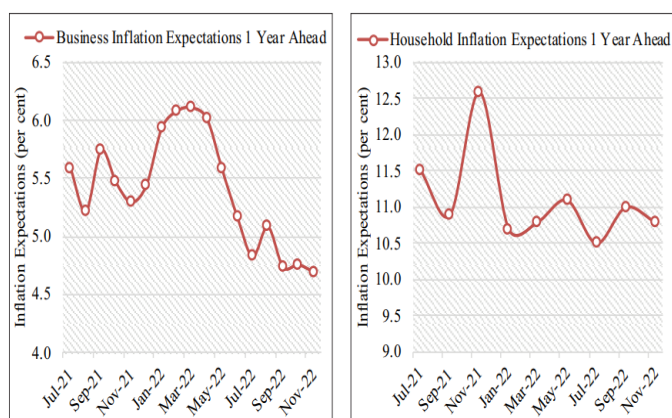 Business Inflation Expectations 1 Year Ahead
Inflation Expectations (per cent)
6.5
6.0
5.5
5.0
4.5
4.0
Jul-21
Sep-21
Nov-21
Jan-22
Mar-22
May-22
Jul-22
Sep-22
Nov-22
Household Inflation Expectations 1 Year Ahead
Inflation Expectations (per cent)
13.0
12.5
12.0
11.5
11.0
10.5
10.0
9.5
9.0
Jul-21
Sep-21
Nov-21
Jan-22
Mar-22
May-22
Jul-22
Sep-22
Nov-22